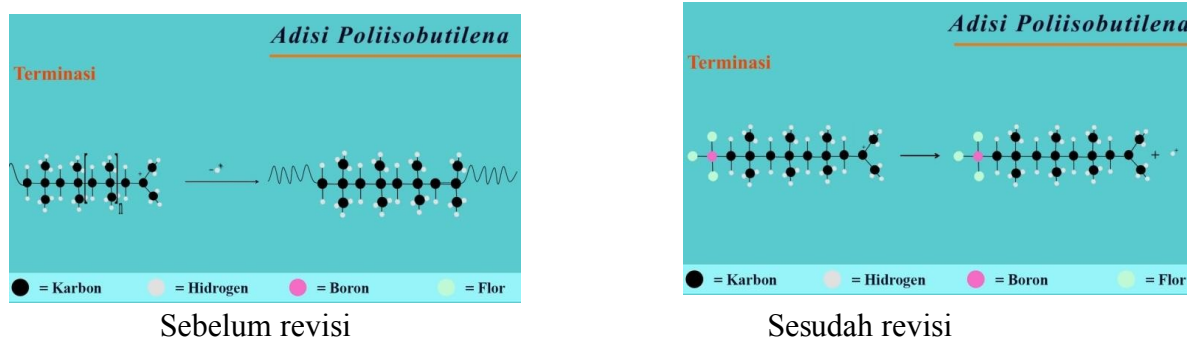 Adisi Poliisobutilena
Terminasi
n
= Karbon = Hidrogen = Boron = Flor
Sebelum revisi
Adisi Poliisobutilena
Terminasi
+
= Karbon = Hidrogen = Boron = Flor
Sesudah revisi